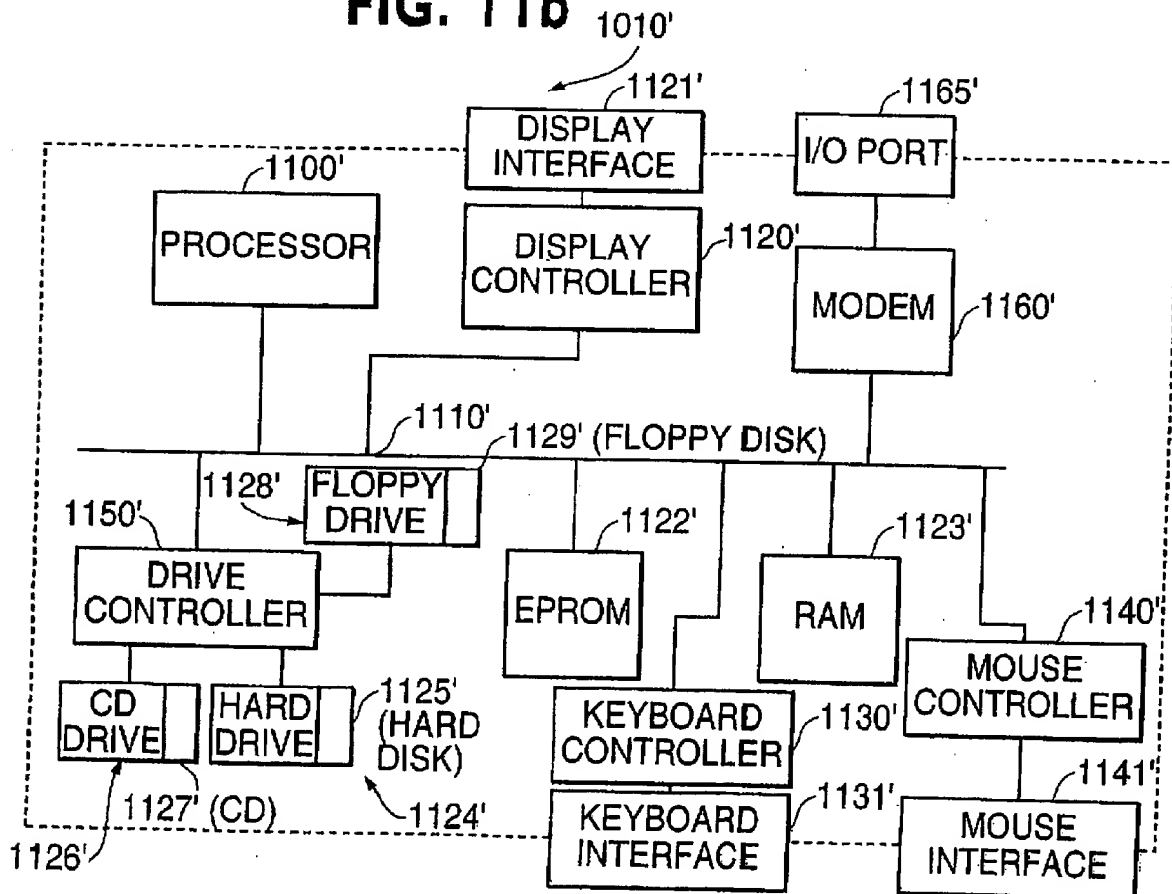 FIG. 11b
1010'
1121'
DISPLAY
INTERFACE
1165'
I/O PORT
1100'
PROCESSOR
DISPLAY
CONTROLLER
1120'
MODEM
1160'
1110'
1129' (FLOPPY DISK)
1128'
FLOPPY
DRIVE
1150'
DRIVE
CONTROLLER
1122'
EPROM
1123'
RAM
1140'
MOUSE
CONTROLLER
CD
DRIVE
HARD
DRIVE
1125'
(HARD
DISK)
KEYBOARD
CONTROLLER
1130'
1127' (CD)
1124'
1126'
KEYBOARD
INTERFACE
1131'
1141'
MOUSE
INTERFACE